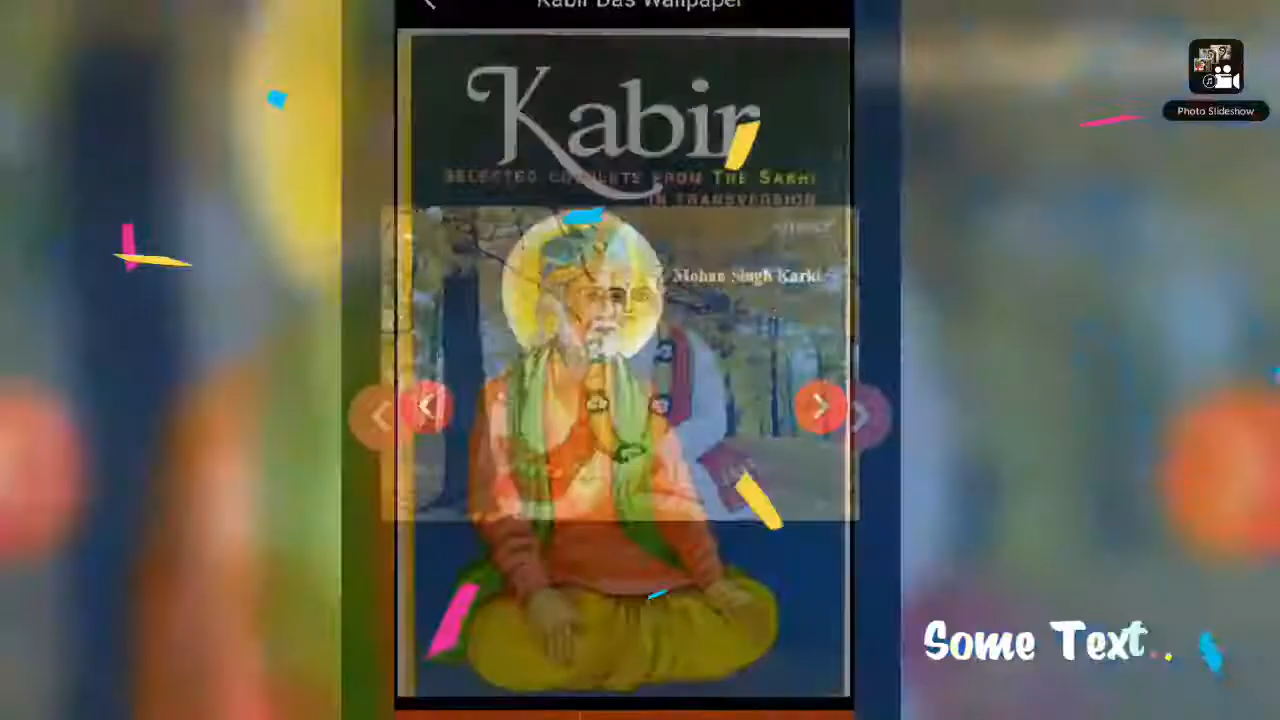 Kabir Das Wallpaper
Photo Slideshow
Kabir
SELECTED COUPLETS FROM THE SAKHI
IN TRANSVERSION
Mohan Singh Karki
Some Text..